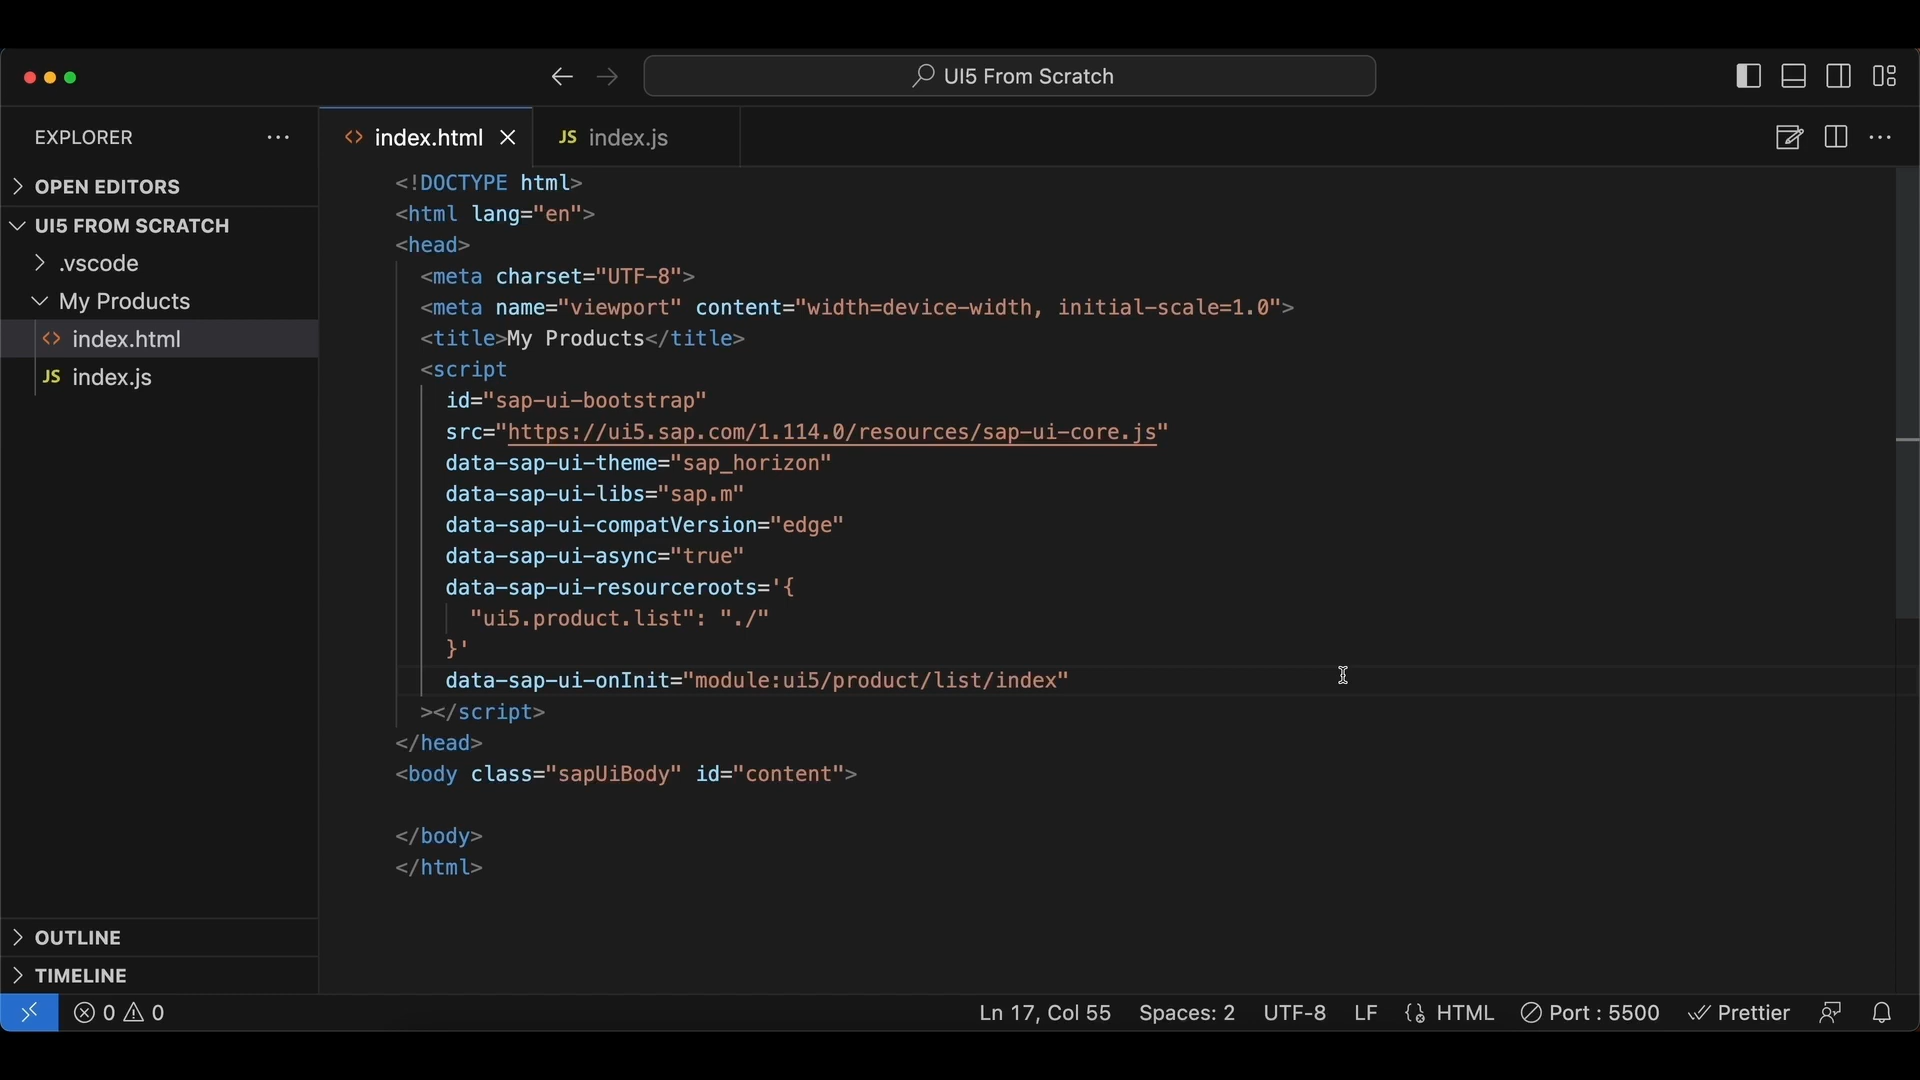 UI5 From Scratch
EXPLORER
<> index.html
JS index.js
OPEN EDITORS
UI5 FROM SCRATCH
.vscode
My Products
<> index.html
JS index.js
<!DOCTYPE html>
<html lang="en">
<head>
<meta charset="UTF-8">
<meta name="viewport" content="width=device-width, initial-scale=1.0">
<title>My Products</title>
<script
id="sap-ui-bootstrap"
src="https://ui5.sap.com/1.114.0/resources/sap-ui-core.js"
data-sap-ui-theme="sap_horizon"
data-sap-ui-libs="sap.m"
data-sap-ui-compatVersion="edge"
data-sap-ui-async="true"
data-sap-ui-resourceroots='{
"ui5.product.list": "./"
}'
data-sap-ui-onInit="module:ui5/product/list/index"
></script>
</head>
<body class="sapUiBody" id="content">
</body>
</html>
OUTLINE
TIMELINE
0 0 Ln 17, Col 55 Spaces: 2 UTF-8 LF HTML Port : 5500 Prettier